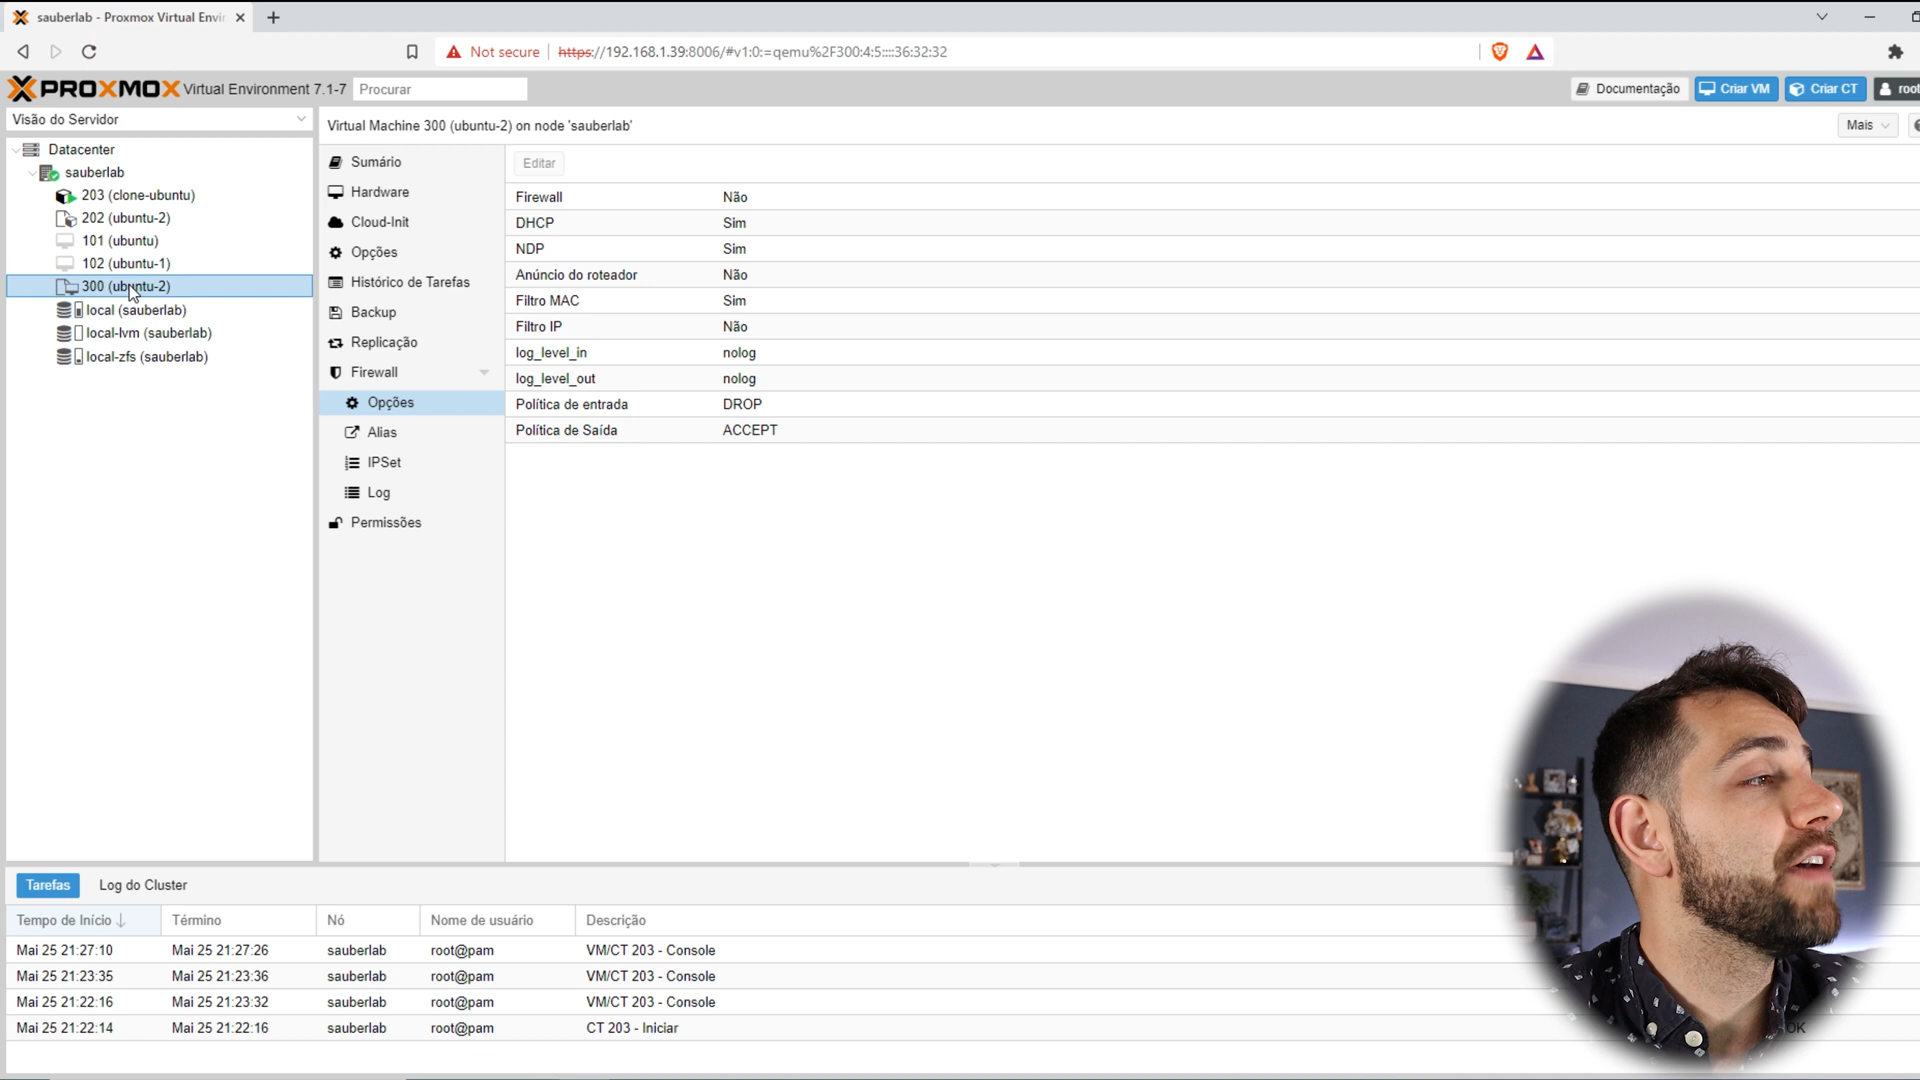 sauberlab - Proxmox Virtual Envi
Not secure https://192.168.1.39:8006/#v1:0:=qemu%2F300:4:5::::36:32:32
PROXMOX Virtual Environment 7.1-7 Procurar Documentação Criar VM Criar CT root
Visão do Servidor
Virtual Machine 300 (ubuntu-2) on node 'sauberlab' Mais
Datacenter
sauberlab
203 (clone-ubuntu)
202 (ubuntu-2)
101 (ubuntu)
102 (ubuntu-1)
300 (ubuntu-2)
local (sauberlab)
local-lvm (sauberlab)
local-zfs (sauberlab)
Sumário
Hardware
Cloud-Init
Opções
Histórico de Tarefas
Backup
Replicação
Firewall
Opções
Alias
IPSet
Log
Permissões
Editar
Firewall Não
DHCP Sim
NDP Sim
Anúncio do roteador Não
Filtro MAC Sim
Filtro IP Não
log_level_in nolog
log_level_out nolog
Política de entrada DROP
Política de Saída ACCEPT
Tarefas Log do Cluster
Tempo de Início Término Nó Nome de usuário Descrição
Mai 25 21:27:10 Mai 25 21:27:26 sauberlab root@pam VM/CT 203 - Console
Mai 25 21:23:35 Mai 25 21:23:36 sauberlab root@pam VM/CT 203 - Console
Mai 25 21:22:16 Mai 25 21:23:32 sauberlab root@pam VM/CT 203 - Console
Mai 25 21:22:14 Mai 25 21:22:16 sauberlab root@pam CT 203 - Iniciar OK